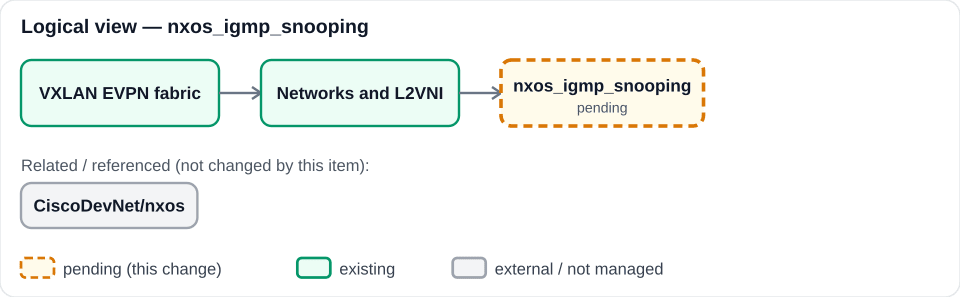 Logical view — nxos_igmp_snooping
VXLAN EVPN fabric
Networks and L2VNI
nxos_igmp_snooping
pending
Related / referenced (not changed by this item):
CiscoDevNet/nxos
pending (this change)
existing
external / not managed